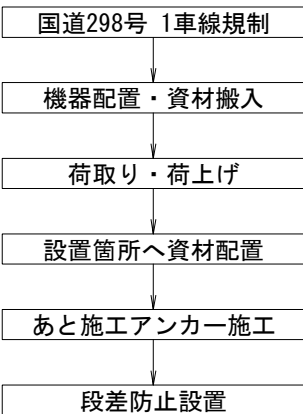 国道298号 1車線規制
機器配置・資材搬入
荷取り・荷上げ
設置箇所へ資材配置
あと施工アンカー施工
段差防止設置